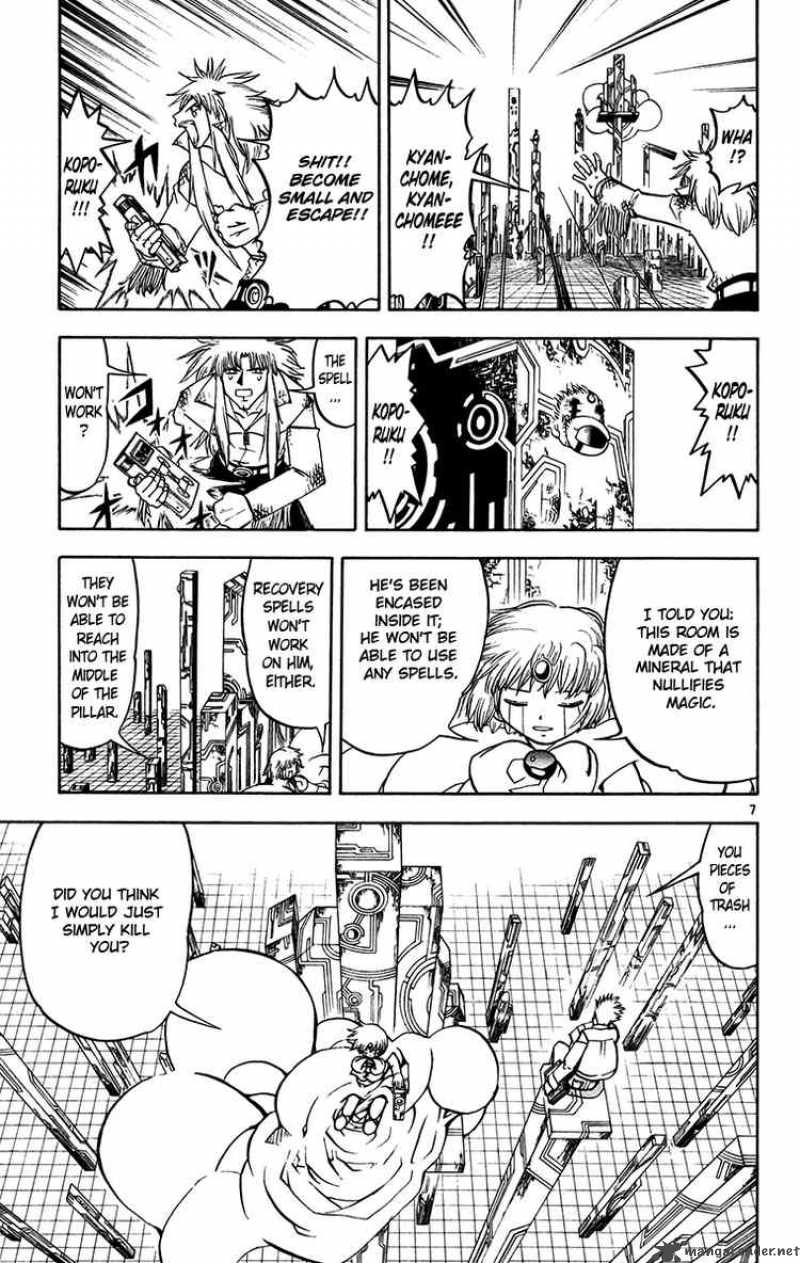 WHA
!?
KYAN-
CHOME,
KYAN-
CHOMEEE
!!
SHIT!!
BECOME
SMALL AND
ESCAPE!!
KOPO-
RUKU
!!!
KOPO-
RUKU
!!
KOPO-
RUKU
!!
THE
SPELL
...
WON'T
WORK
?
I TOLD YOU:
THIS ROOM IS
MADE OF A
MINERAL THAT
NULLIFIES
MAGIC.
HE'S BEEN
ENCASED
INSIDE IT;
HE WON'T BE
ABLE TO USE
ANY SPELLS.
RECOVERY
SPELLS
WON'T
WORK
ON HIM,
EITHER.
THEY
WON'T BE
ABLE TO
REACH
INTO THE
MIDDLE
OF THE
PILLAR.
7
YOU
PIECES
OF
TRASH
...
DID YOU THINK
I WOULD JUST
SIMPLY KILL
YOU?
mangareader.net